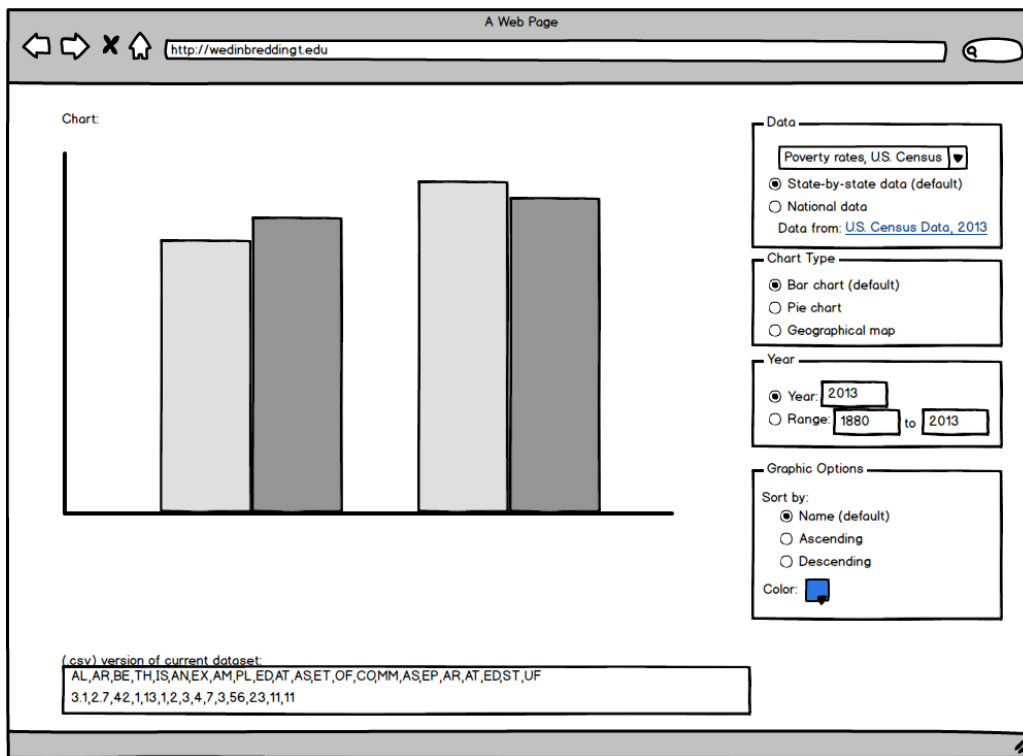 A Web Page
http://wedinbreddingt.edu
Chart:
Data
Poverty rates, U.S. Census
State-by-state data (default)
National data
Data from: U.S. Census Data, 2013
Chart Type
Bar chart (default)
Pie chart
Geographical map
Year
Year: 2013
Range: 1880 to 2013
Graphic Options
Sort by:
Name (default)
Ascending
Descending
Color:
(.csv) version of current dataset:
AL,AR,BE,TH,IS,AN,EX,AM,PL,ED,AT,AS,ET,OF,CO,MM,AS,EP,AR,AT,ED,ST,UF
3.1,2.7,42,1,13,1,2,3,4,7,3,56,23,11,11